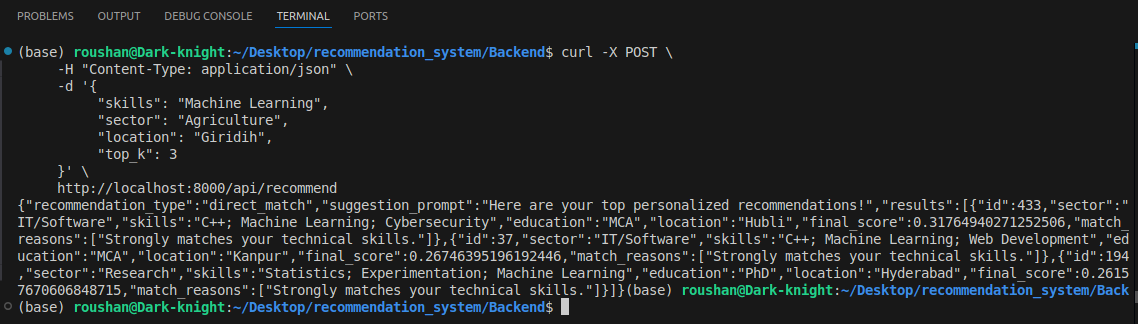 PROBLEMS OUTPUT DEBUG CONSOLE TERMINAL PORTS
(base) roushan@Dark-knight:~/Desktop/recommendation_system/Backend$ curl -X POST \
-H "Content-Type: application/json" \
-d '{
"skills": "Machine Learning",
"sector": "Agriculture",
"location": "Giridih",
"top_k": 3
}' \
http://localhost:8000/api/recommend
{"recommendation_type":"direct_match","suggestion_prompt":"Here are your top personalized recommendations!","results":[{"id":433,"sector":"
IT/Software","skills":"C++; Machine Learning; Cybersecurity","education":"MCA","location":"Hubli","final_score":0.31764940271252506,"match_
reasons":["Strongly matches your technical skills."]},{"id":37,"sector":"IT/Software","skills":"C++; Machine Learning; Web Development","ed
ucation":"MCA","location":"Kanpur","final_score":0.26746395196192446,"match_reasons":["Strongly matches your technical skills."]},{"id":194
,"sector":"Research","skills":"Statistics; Experimentation; Machine Learning","education":"PhD","location":"Hyderabad","final_score":0.2615
7670606848715,"match_reasons":["Strongly matches your technical skills."]}]}(base) roushan@Dark-knight:~/Desktop/recommendation_system/Back
(base) roushan@Dark-knight:~/Desktop/recommendation_system/Backend$